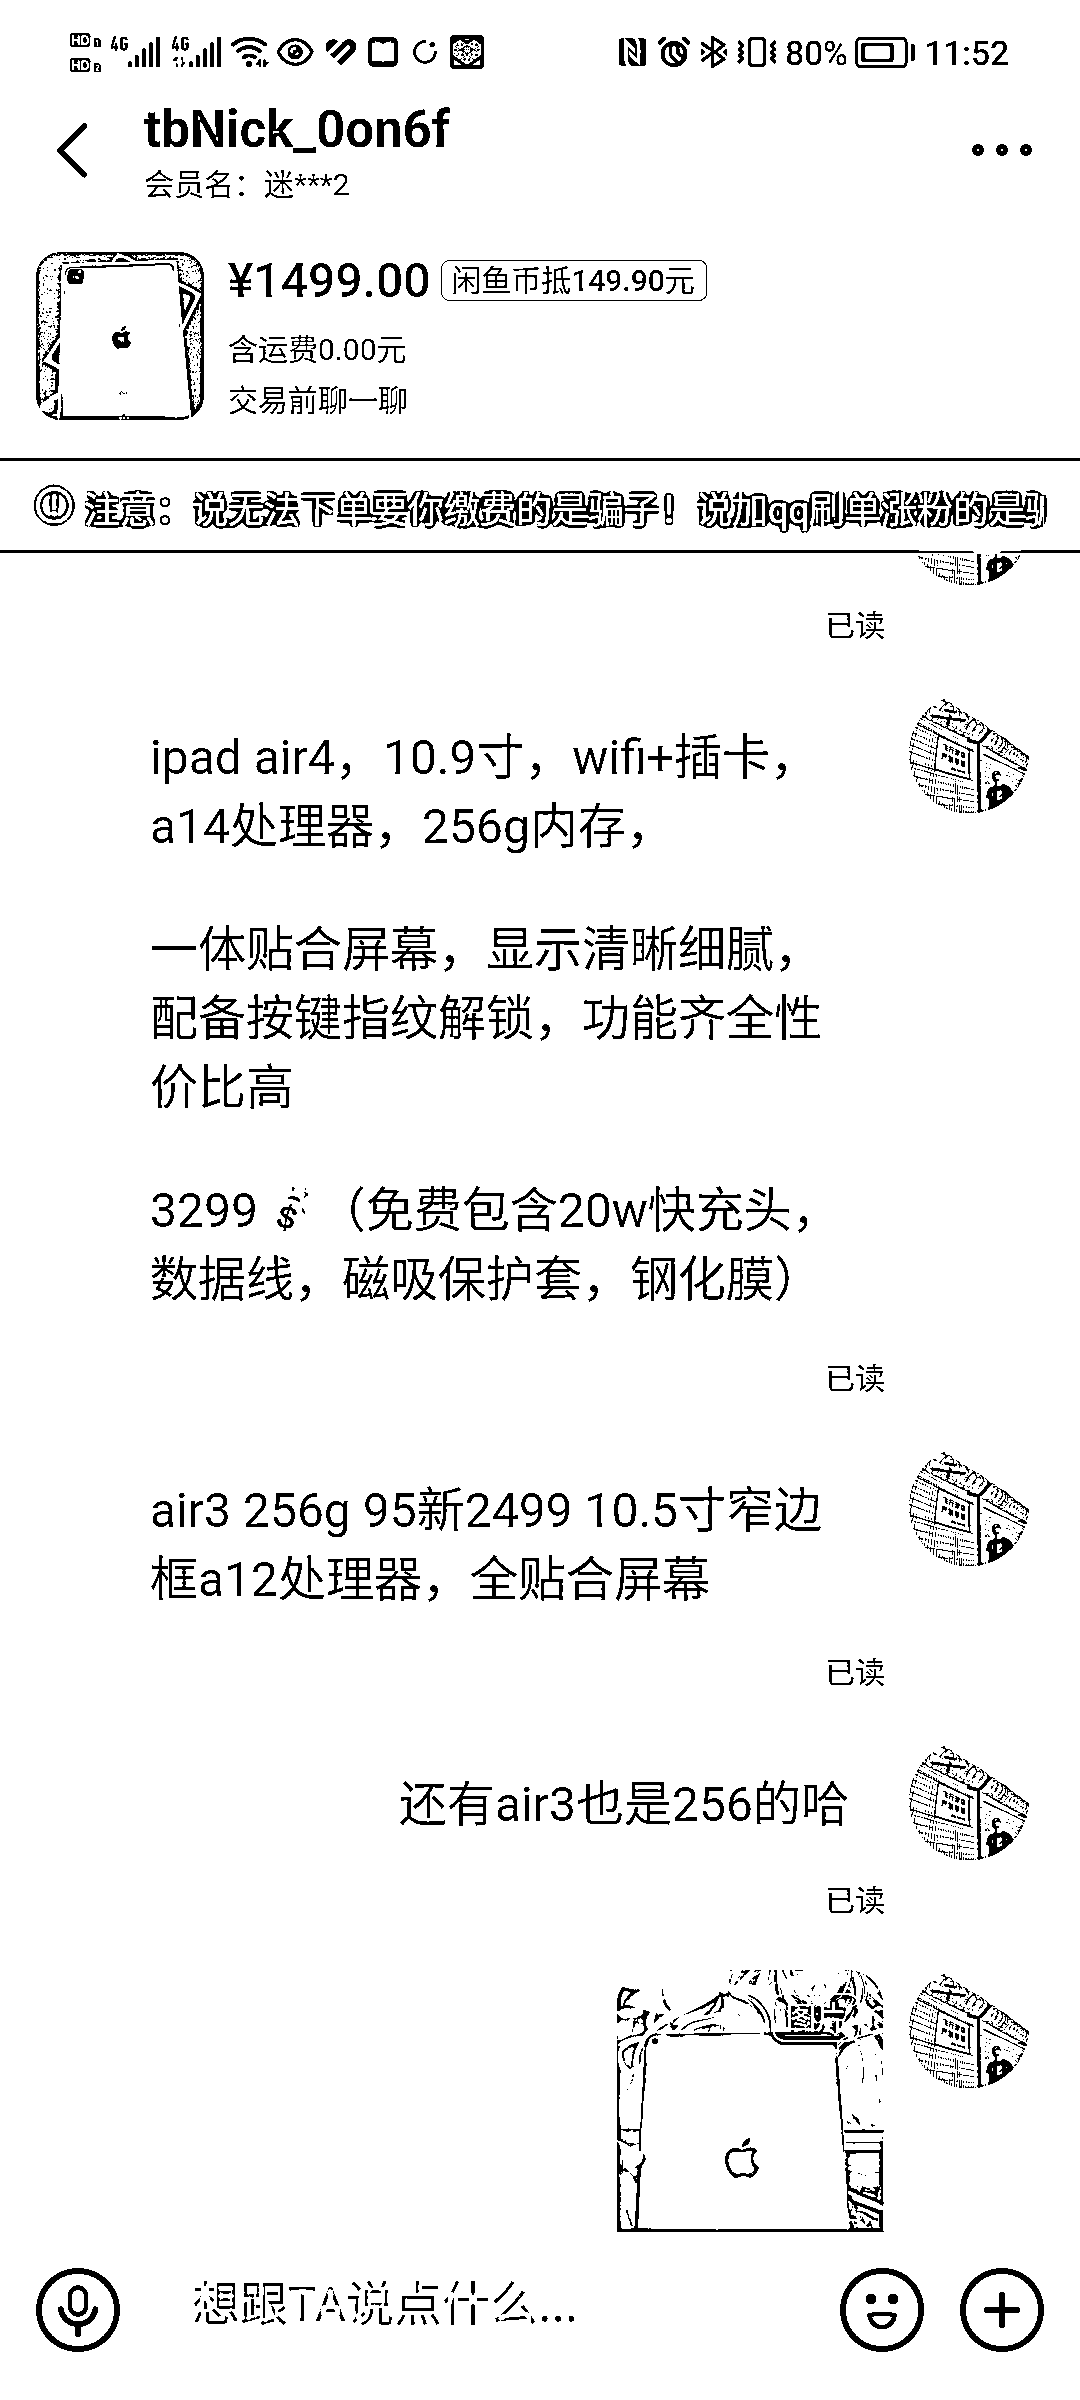 HD 4G 4G 80% 11:52
HD
tbNick_0on6f
会员名：迷***2
¥1499.00 闲鱼币抵149.90元
含运费0.00元
交易前聊一聊
注意：说无法下单要你缴费的是骗子！说加qq刷单涨粉的是
已读
ipad air4，10.9寸，wifi+插卡，
a14处理器，256g内存，
一体贴合屏幕，显示清晰细腻，
配备按键指纹解锁，功能齐全性
价比高
3299 （免费包含20w快充头，
数据线，磁吸保护套，钢化膜）
已读
air3 256g 95新2499 10.5寸窄边
框a12处理器，全贴合屏幕
已读
还有air3也是256的哈
已读
图片
想跟TA说点什么...